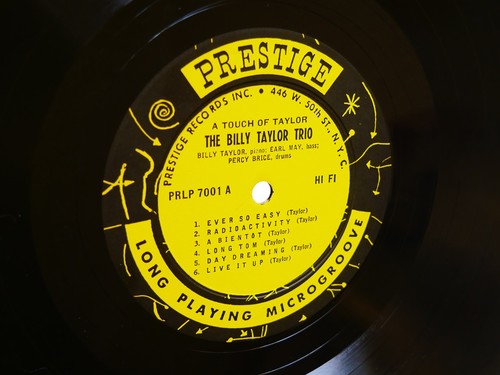 PRESTIGE
PRESTIGE RECORDS INC. • 446 W. 50th ST., N.Y.C.
A TOUCH OF TAYLOR
THE BILLY TAYLOR TRIO
BILLY TAYLOR, piano; EARL MAY, bass;
PERCY BRICE, drums
PRLP 7001 A
HI FI
1. EVER SO EASY (Taylor)
2. RADIOACTIVITY (Taylor)
3. A BIENTOT (Taylor)
4. LONG TOM (Taylor)
5. DAY DREAMING (Taylor)
6. LIVE IT UP (Taylor)
LONG PLAYING MICROGROOVE